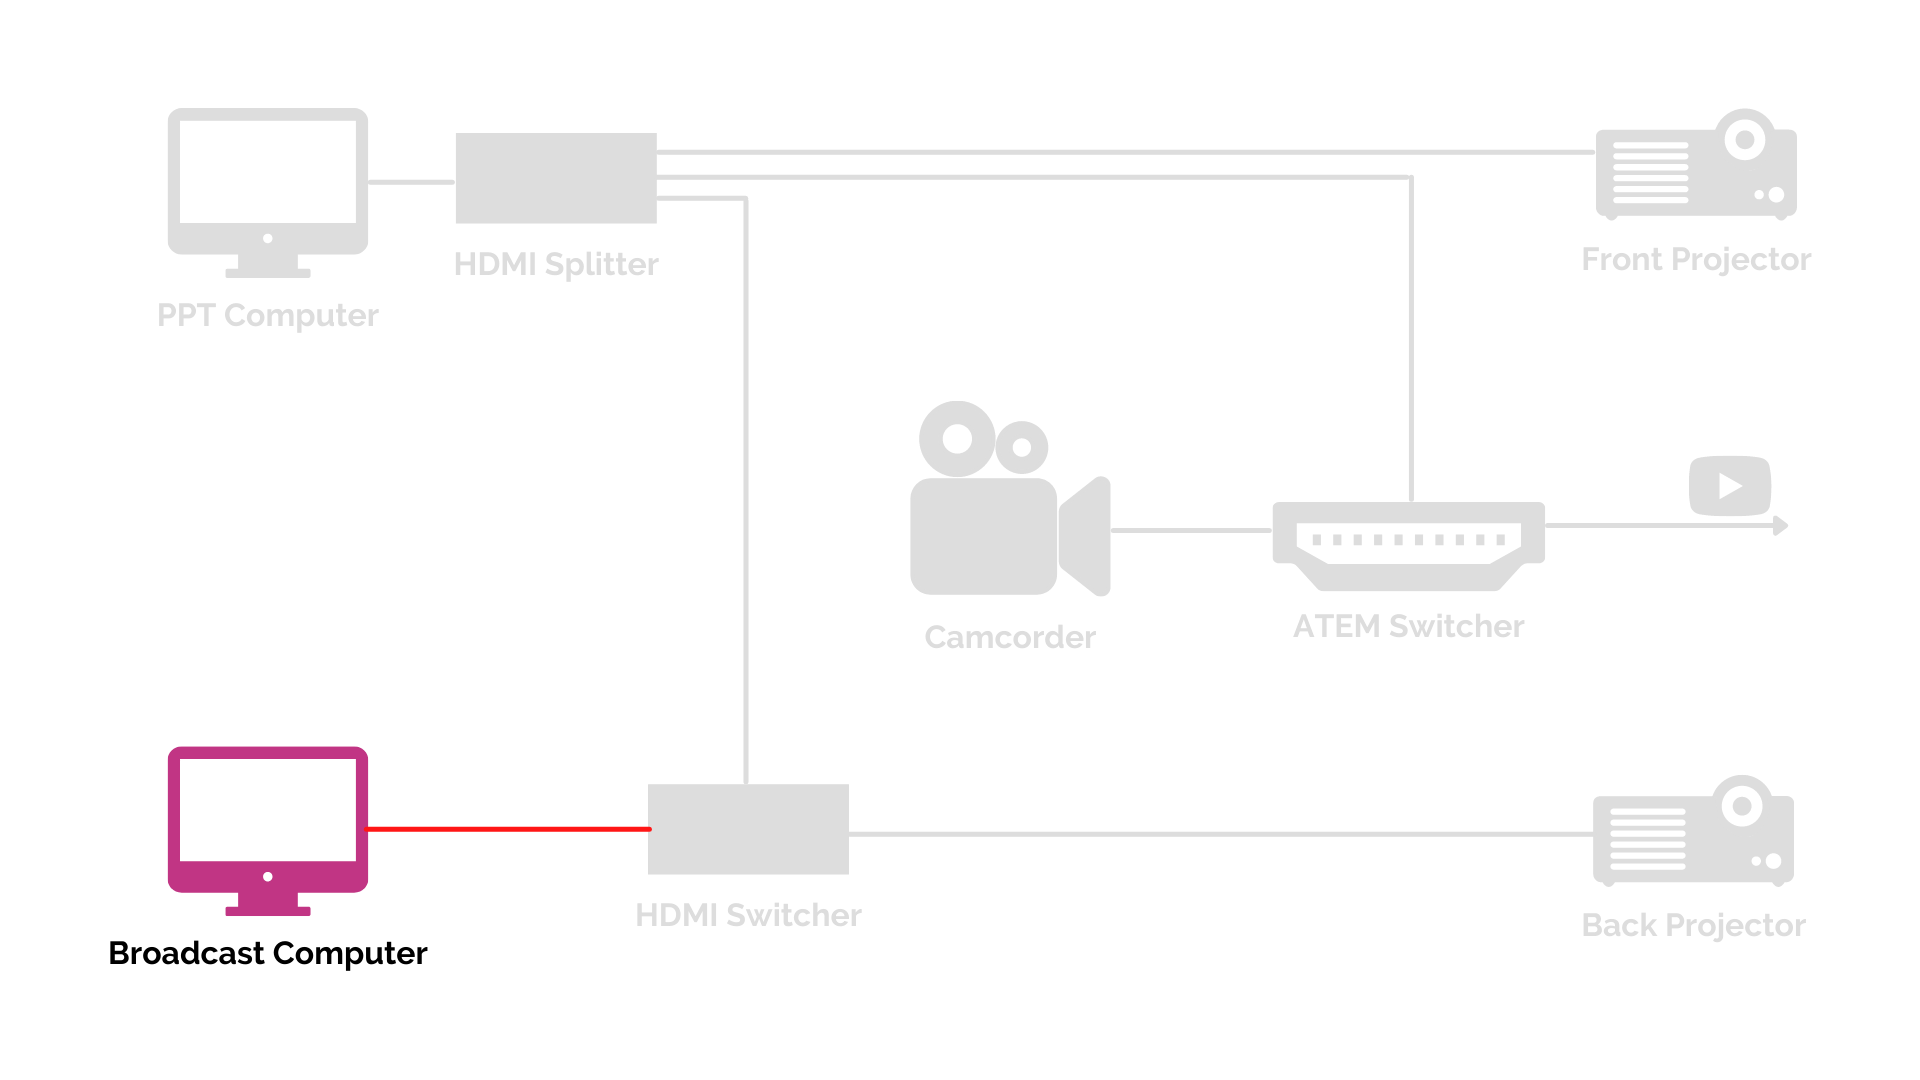 HDMI Splitter
Front Projector
PPT Computer
Camcorder
ATEM Switcher
HDMI Switcher
Back Projector
Broadcast Computer